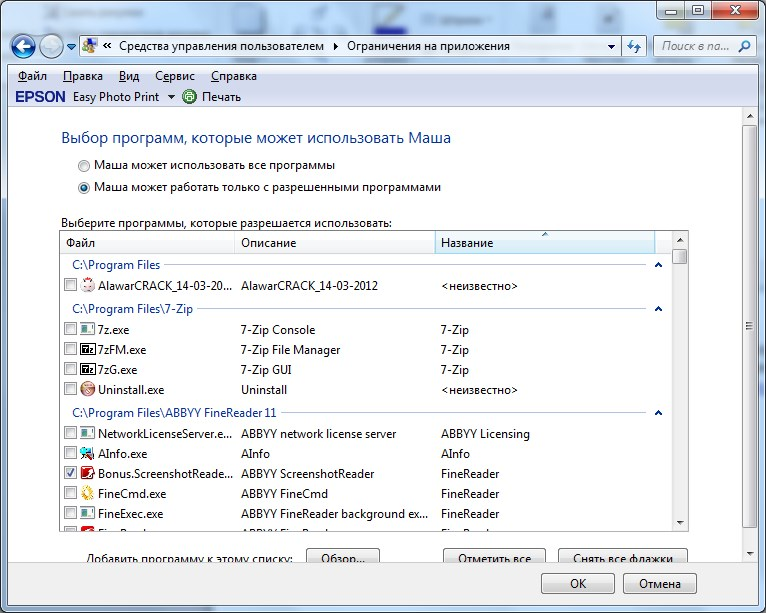 « Средства управления пользователем ▸ Ограничения на приложения Поиск в па...
Файл Правка Вид Сервис Справка
EPSON Easy Photo Print Печать
Выбор программ, которые может использовать Маша
Маша может использовать все программы
Маша может работать только с разрешенными программами
Выберите программы, которые разрешается использовать:
Файл Описание Название
C:\Program Files
AlawarCRACK_14-03-20... AlawarCRACK_14-03-2012 <неизвестно>
C:\Program Files\7-Zip
7z.exe 7-Zip Console 7-Zip
7zFM.exe 7-Zip File Manager 7-Zip
7zG.exe 7-Zip GUI 7-Zip
Uninstall.exe Uninstall <неизвестно>
C:\Program Files\ABBYY FineReader 11
NetworkLicenseServer.e... ABBYY network license server ABBYY Licensing
AInfo.exe AInfo AInfo
Bonus.ScreenshotReade... ABBYY ScreenshotReader FineReader
FineCmd.exe ABBYY FineCmd FineReader
FineExec.exe ABBYY FineReader background ex... FineReader
Добавить программу к этому списку: Обзор... Отметить все Снять все флажки
ОК Отмена